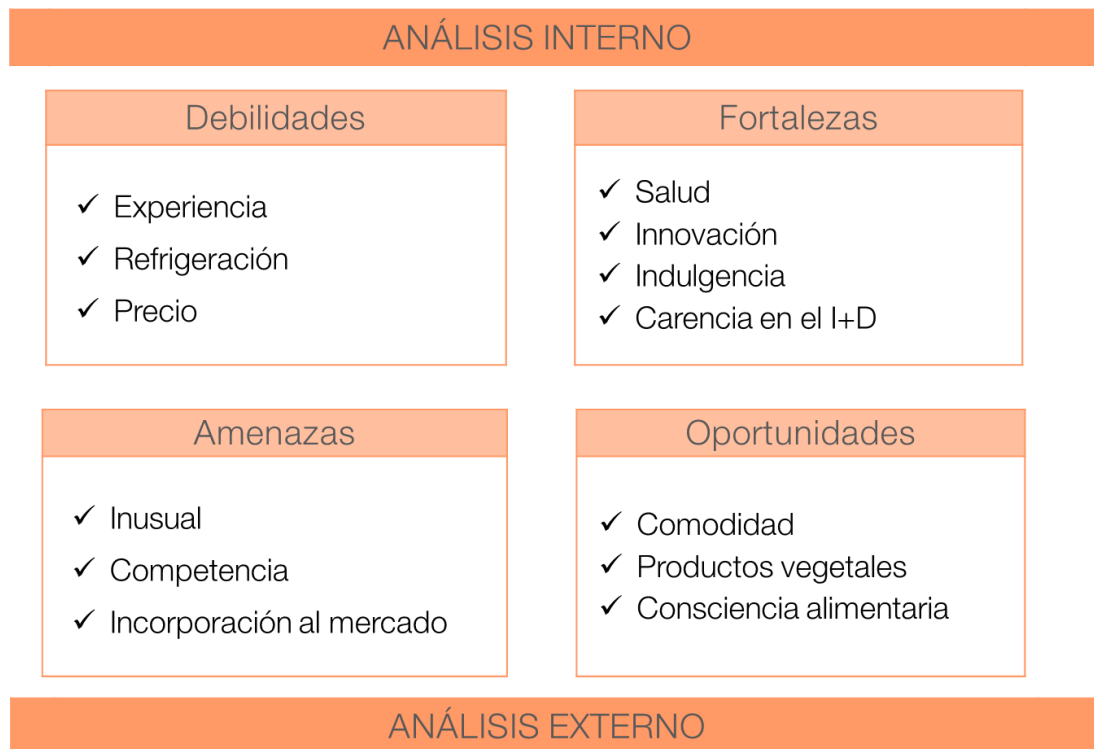 ANÁLISIS INTERNO
Debilidades
✓ Experiencia
✓ Refrigeración
✓ Precio
Fortalezas
✓ Salud
✓ Innovación
✓ Indulgencia
✓ Carencia en el I+D
Amenazas
✓ Inusual
✓ Competencia
✓ Incorporación al mercado
Oportunidades
✓ Comodidad
✓ Productos vegetales
✓ Consciencia alimentaria
ANÁLISIS EXTERNO